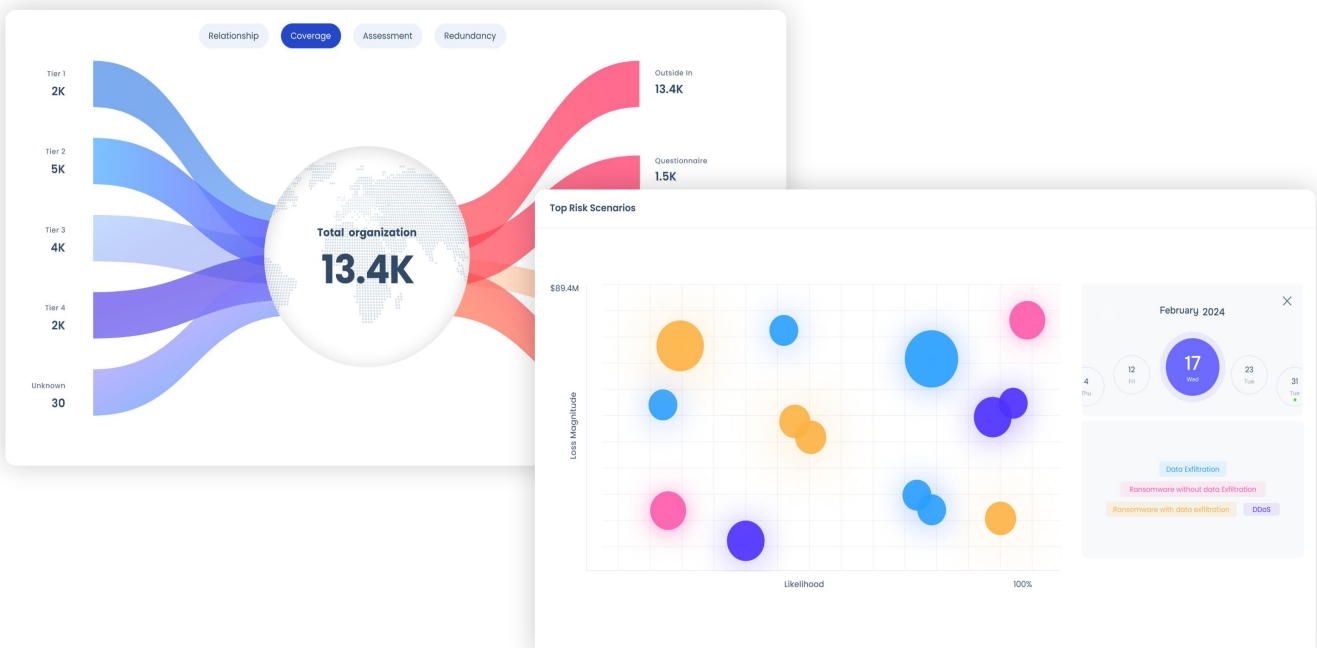 Relationship
Coverage
Assessment
Redundancy
Tier 1
2K
Tier 2
5K
Tier 3
4K
Tier 4
2K
Unknown
30
Total organization
13.4K
Outside In
13.4K
Questionnaire
1.5K
Top Risk Scenarios
$89.4M
Loss Magnitude
Likelihood
100%
February 2024
4
Thu
12
Fri
17
Wed
23
Tue
31
Tue
Data Exfiltration
Ransomware without data Exfiltration
Ransomware with data exfiltration
DDoS